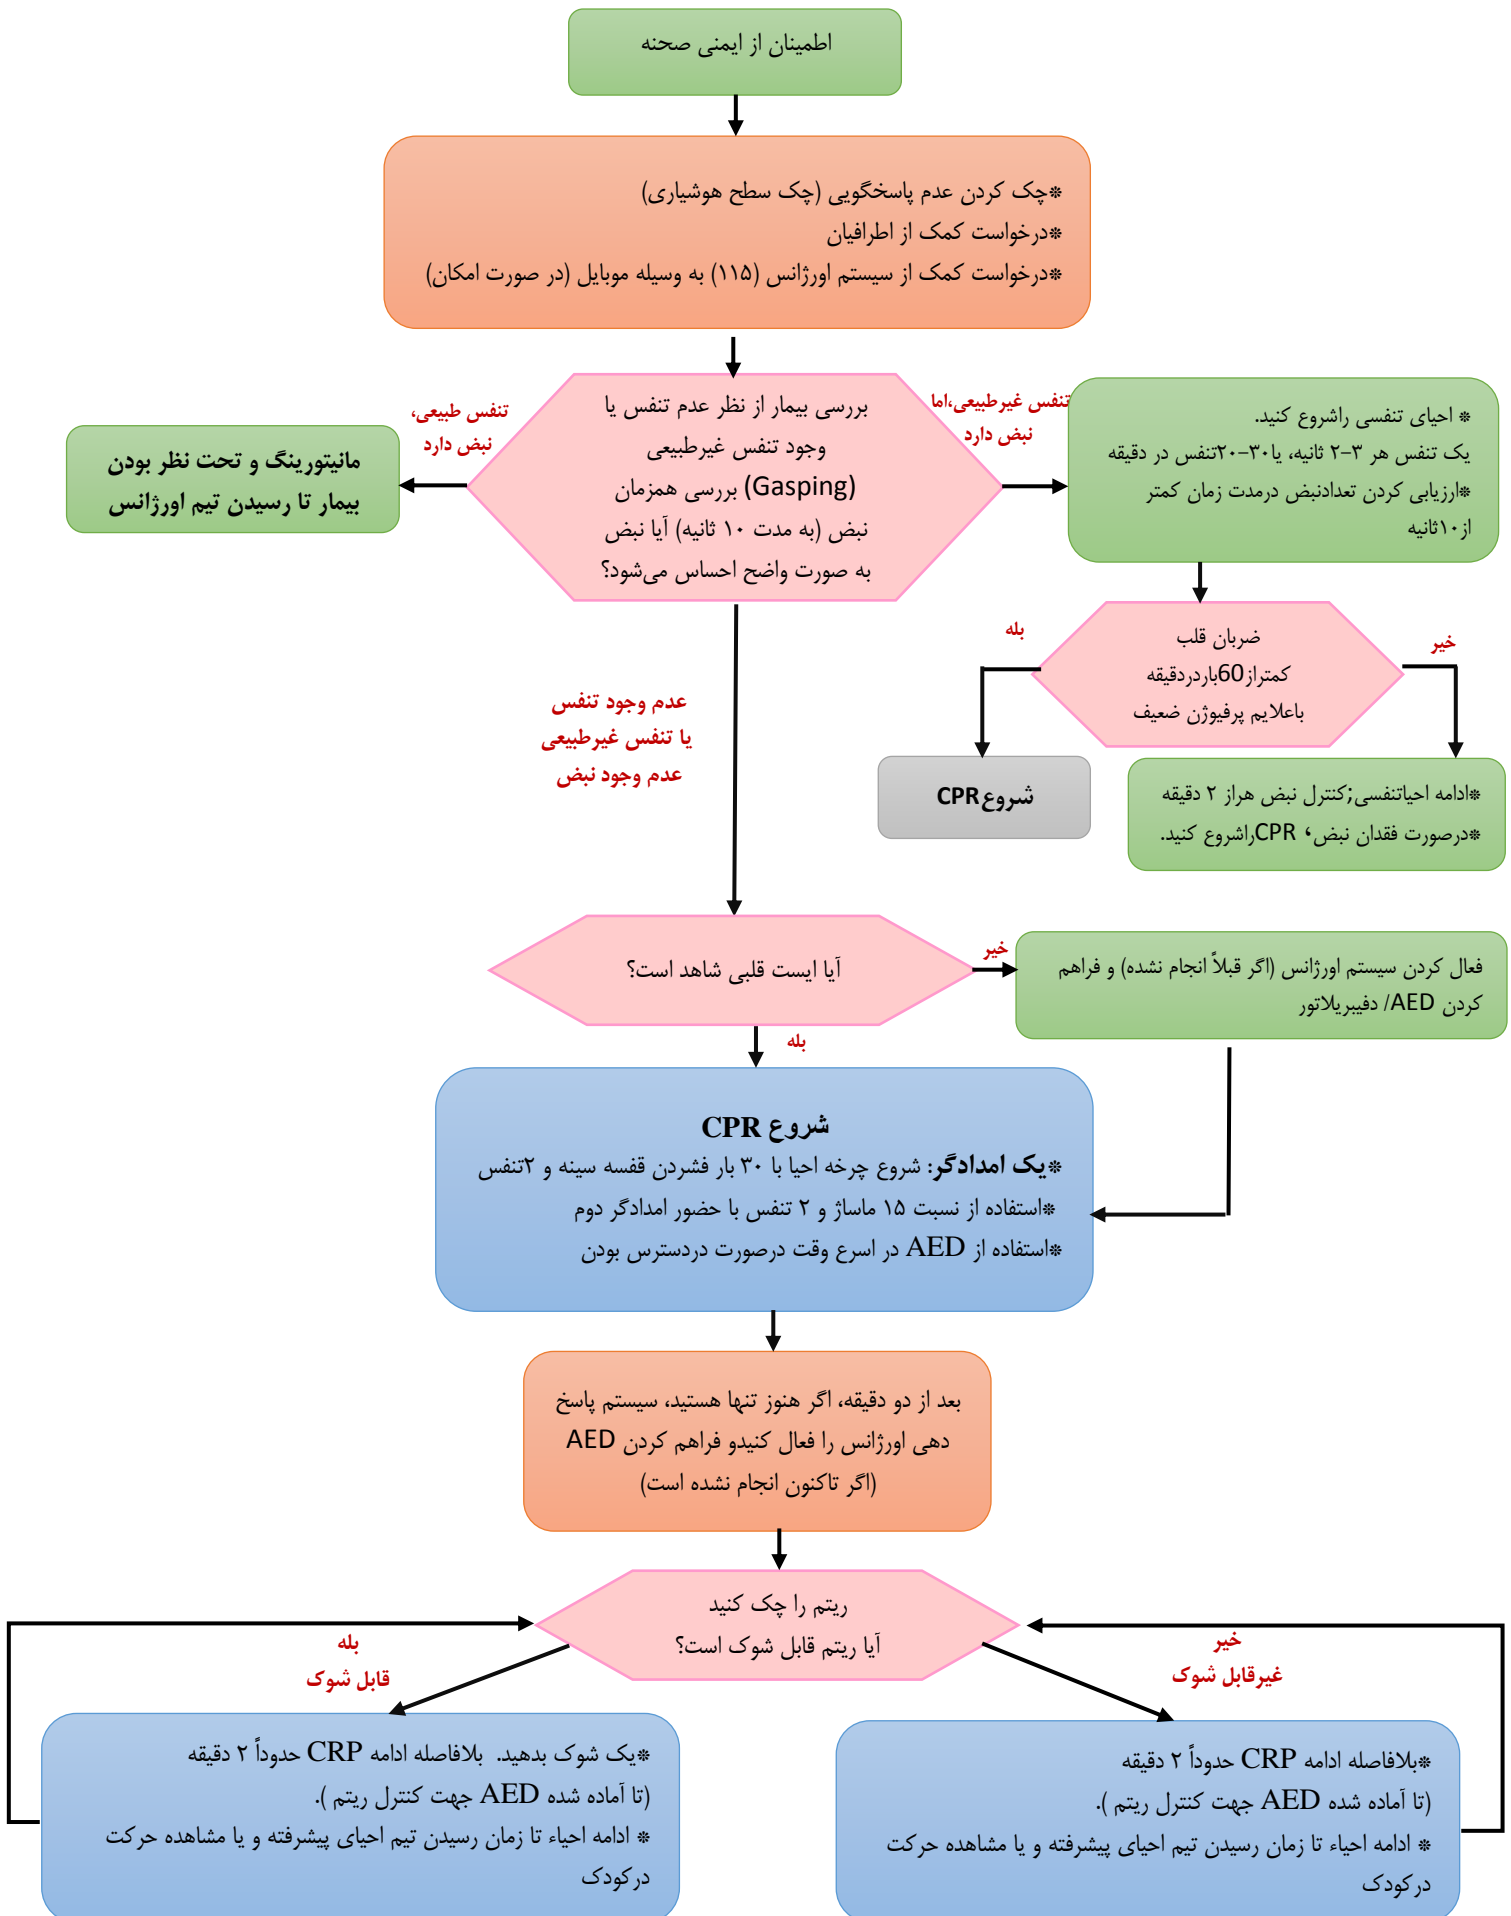 اطمینان از ایمنی صحنه
*چک کردن عدم پاسخگویی (چک سطح هوشیاری)
*درخواست کمک از اطرافیان
*درخواست کمک از سیستم اورژانس (۱۱۵) به وسیله موبایل (در صورت امکان)
بررسی بیمار از نظر عدم تنفس یا
وجود تنفس غیرطبیعی
(Gasping) بررسی همزمان
نبض (به مدت ۱۰ ثانیه) آیا نبض
به صورت واضح احساس می‌شود؟
تنفس غیرطبیعی،اما
نبض دارد
* احیای تنفسی راشروع کنید.
یک تنفس هر ۳-۲ ثانیه، یا۳۰-۲۰تنفس در دقیقه
*ارزیابی کردن تعدادنبض درمدت زمان کمتر
از۱۰ثانیه
تنفس طبیعی،
نبض دارد
مانیتورینگ و تحت نظر بودن
بیمار تا رسیدن تیم اورژانس
ضربان قلب
کمتراز60باردردقیقه
باعلایم پرفیوژن ضعیف
خیر
بله
*ادامه احیاتنفسی;کنترل نبض هراز ۲ دقیقه
*درصورت فقدان نبض، CPRراشروع کنید.
شروعCPR
عدم وجود تنفس
یا تنفس غیرطبیعی
عدم وجود نبض
آیا ایست قلبی شاهد است؟
خیر
فعال کردن سیستم اورژانس (اگر قبلاً انجام نشده) و فراهم
کردن AED/ دفیبریلاتور
بله
شروع CPR
*یک امدادگر: شروع چرخه احیا با ۳۰ بار فشردن قفسه سینه و ۲تنفس
*استفاده از نسبت ۱۵ ماساژ و ۲ تنفس با حضور امدادگر دوم
*استفاده از AED در اسرع وقت درصورت دردسترس بودن
بعد از دو دقیقه، اگر هنوز تنها هستید، سیستم پاسخ
دهی اورژانس را فعال کنیدو فراهم کردن AED
(اگر تاکنون انجام نشده است)
ریتم را چک کنید
آیا ریتم قابل شوک است؟
خیر
غیرقابل شوک
بله
قابل شوک
*بلافاصله ادامه CRP حدوداً ۲ دقیقه
(تا آماده شده AED جهت کنترل ریتم ).
* ادامه احیاء تا زمان رسیدن تیم احیای پیشرفته و یا مشاهده حرکت
درکودک
*یک شوک بدهید. بلافاصله ادامه CRP حدوداً ۲ دقیقه
(تا آماده شده AED جهت کنترل ریتم ).
* ادامه احیاء تا زمان رسیدن تیم احیای پیشرفته و یا مشاهده حرکت
درکودک